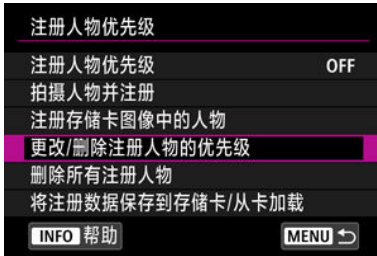 注册人物优先级
注册人物优先级 OFF
拍摄人物并注册
注册存储卡图像中的人物
更改/删除注册人物的优先级
删除所有注册人物
将注册数据保存到存储卡/从卡加载
INFO 帮助 MENU